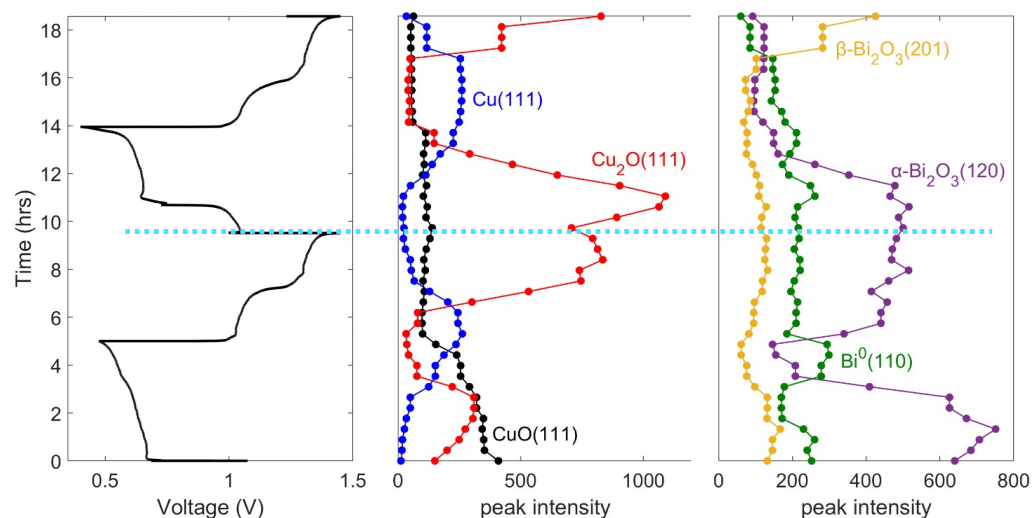 18
16
14
12
10
8
6
4
2
0
Time (hrs)
0.5
1
1.5
Voltage (V)
Cu(111)
Cu₂O(111)
CuO(111)
0
500
1000
peak intensity
β-Bi₂O₃(201)
α-Bi₂O₃(120)
Bi⁰(110)
0
200
400
600
800
peak intensity